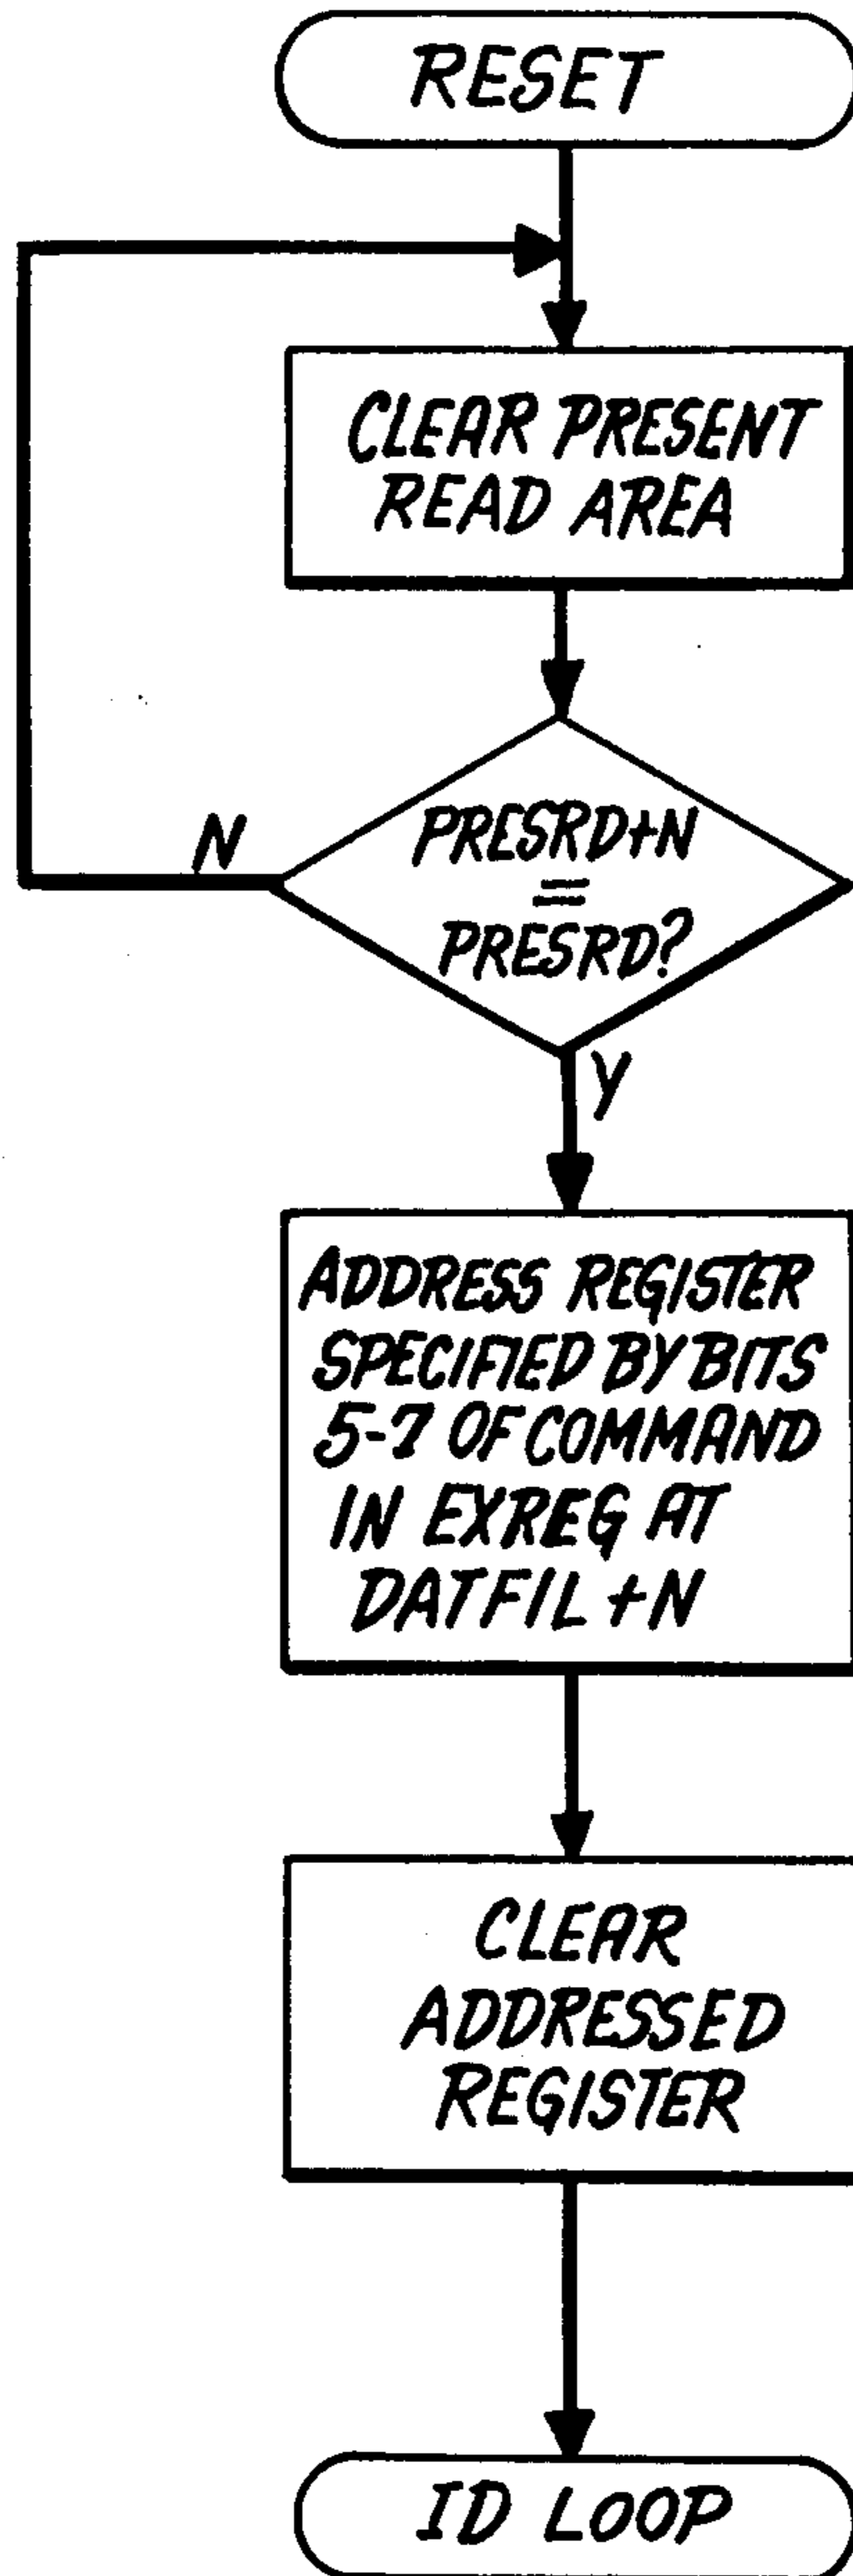 RESET
CLEAR PRESENT
READ AREA
N
PRESRD+N
=
PRESRD?
Y
ADDRESS REGISTER
SPECIFIED BY BITS
5-7 OF COMMAND
IN EXREG AT
DATFIL+N
CLEAR
ADDRESSED
REGISTER
ID LOOP